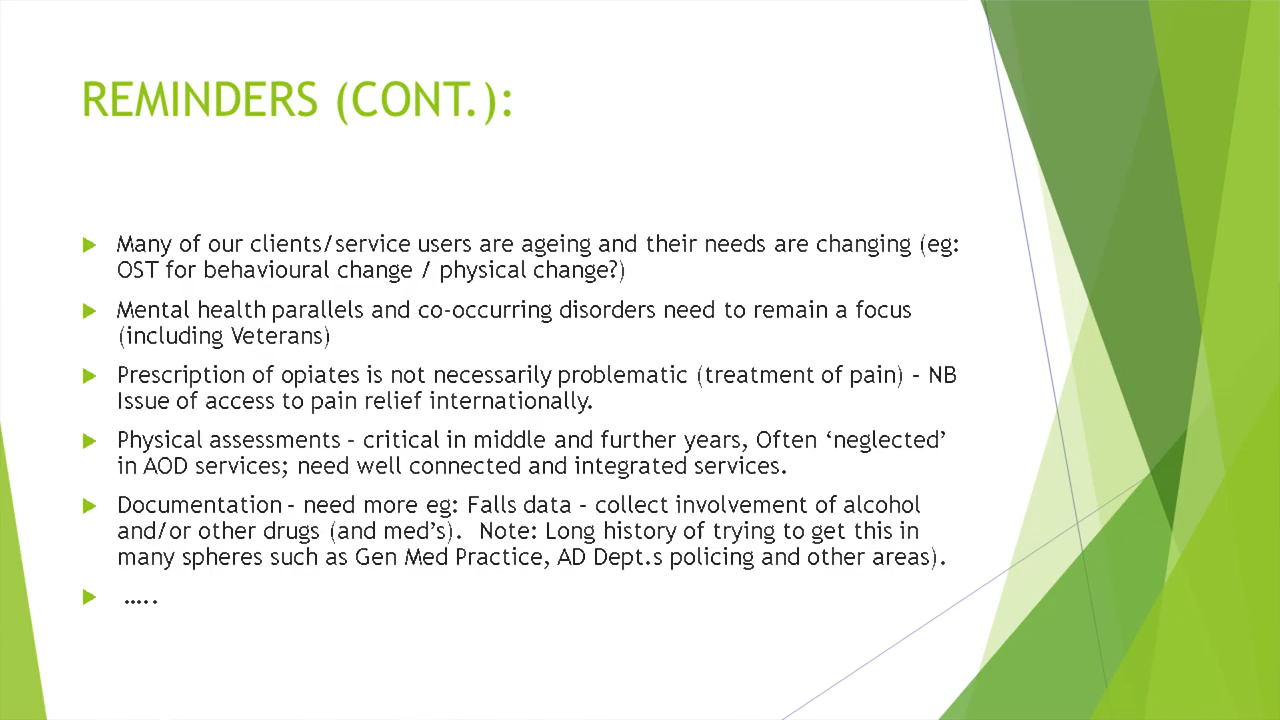 REMINDERS (CONT.):
Many of our clients/service users are ageing and their needs are changing (eg:
OST for behavioural change / physical change?)
Mental health parallels and co-occurring disorders need to remain a focus
(including Veterans)
Prescription of opiates is not necessarily problematic (treatment of pain) – NB
Issue of access to pain relief internationally.
Physical assessments – critical in middle and further years, Often ‘neglected’
in AOD services; need well connected and integrated services.
Documentation – need more eg: Falls data – collect involvement of alcohol
and/or other drugs (and med’s).  Note: Long history of trying to get this in
many spheres such as Gen Med Practice, AD Dept.s policing and other areas).
…..